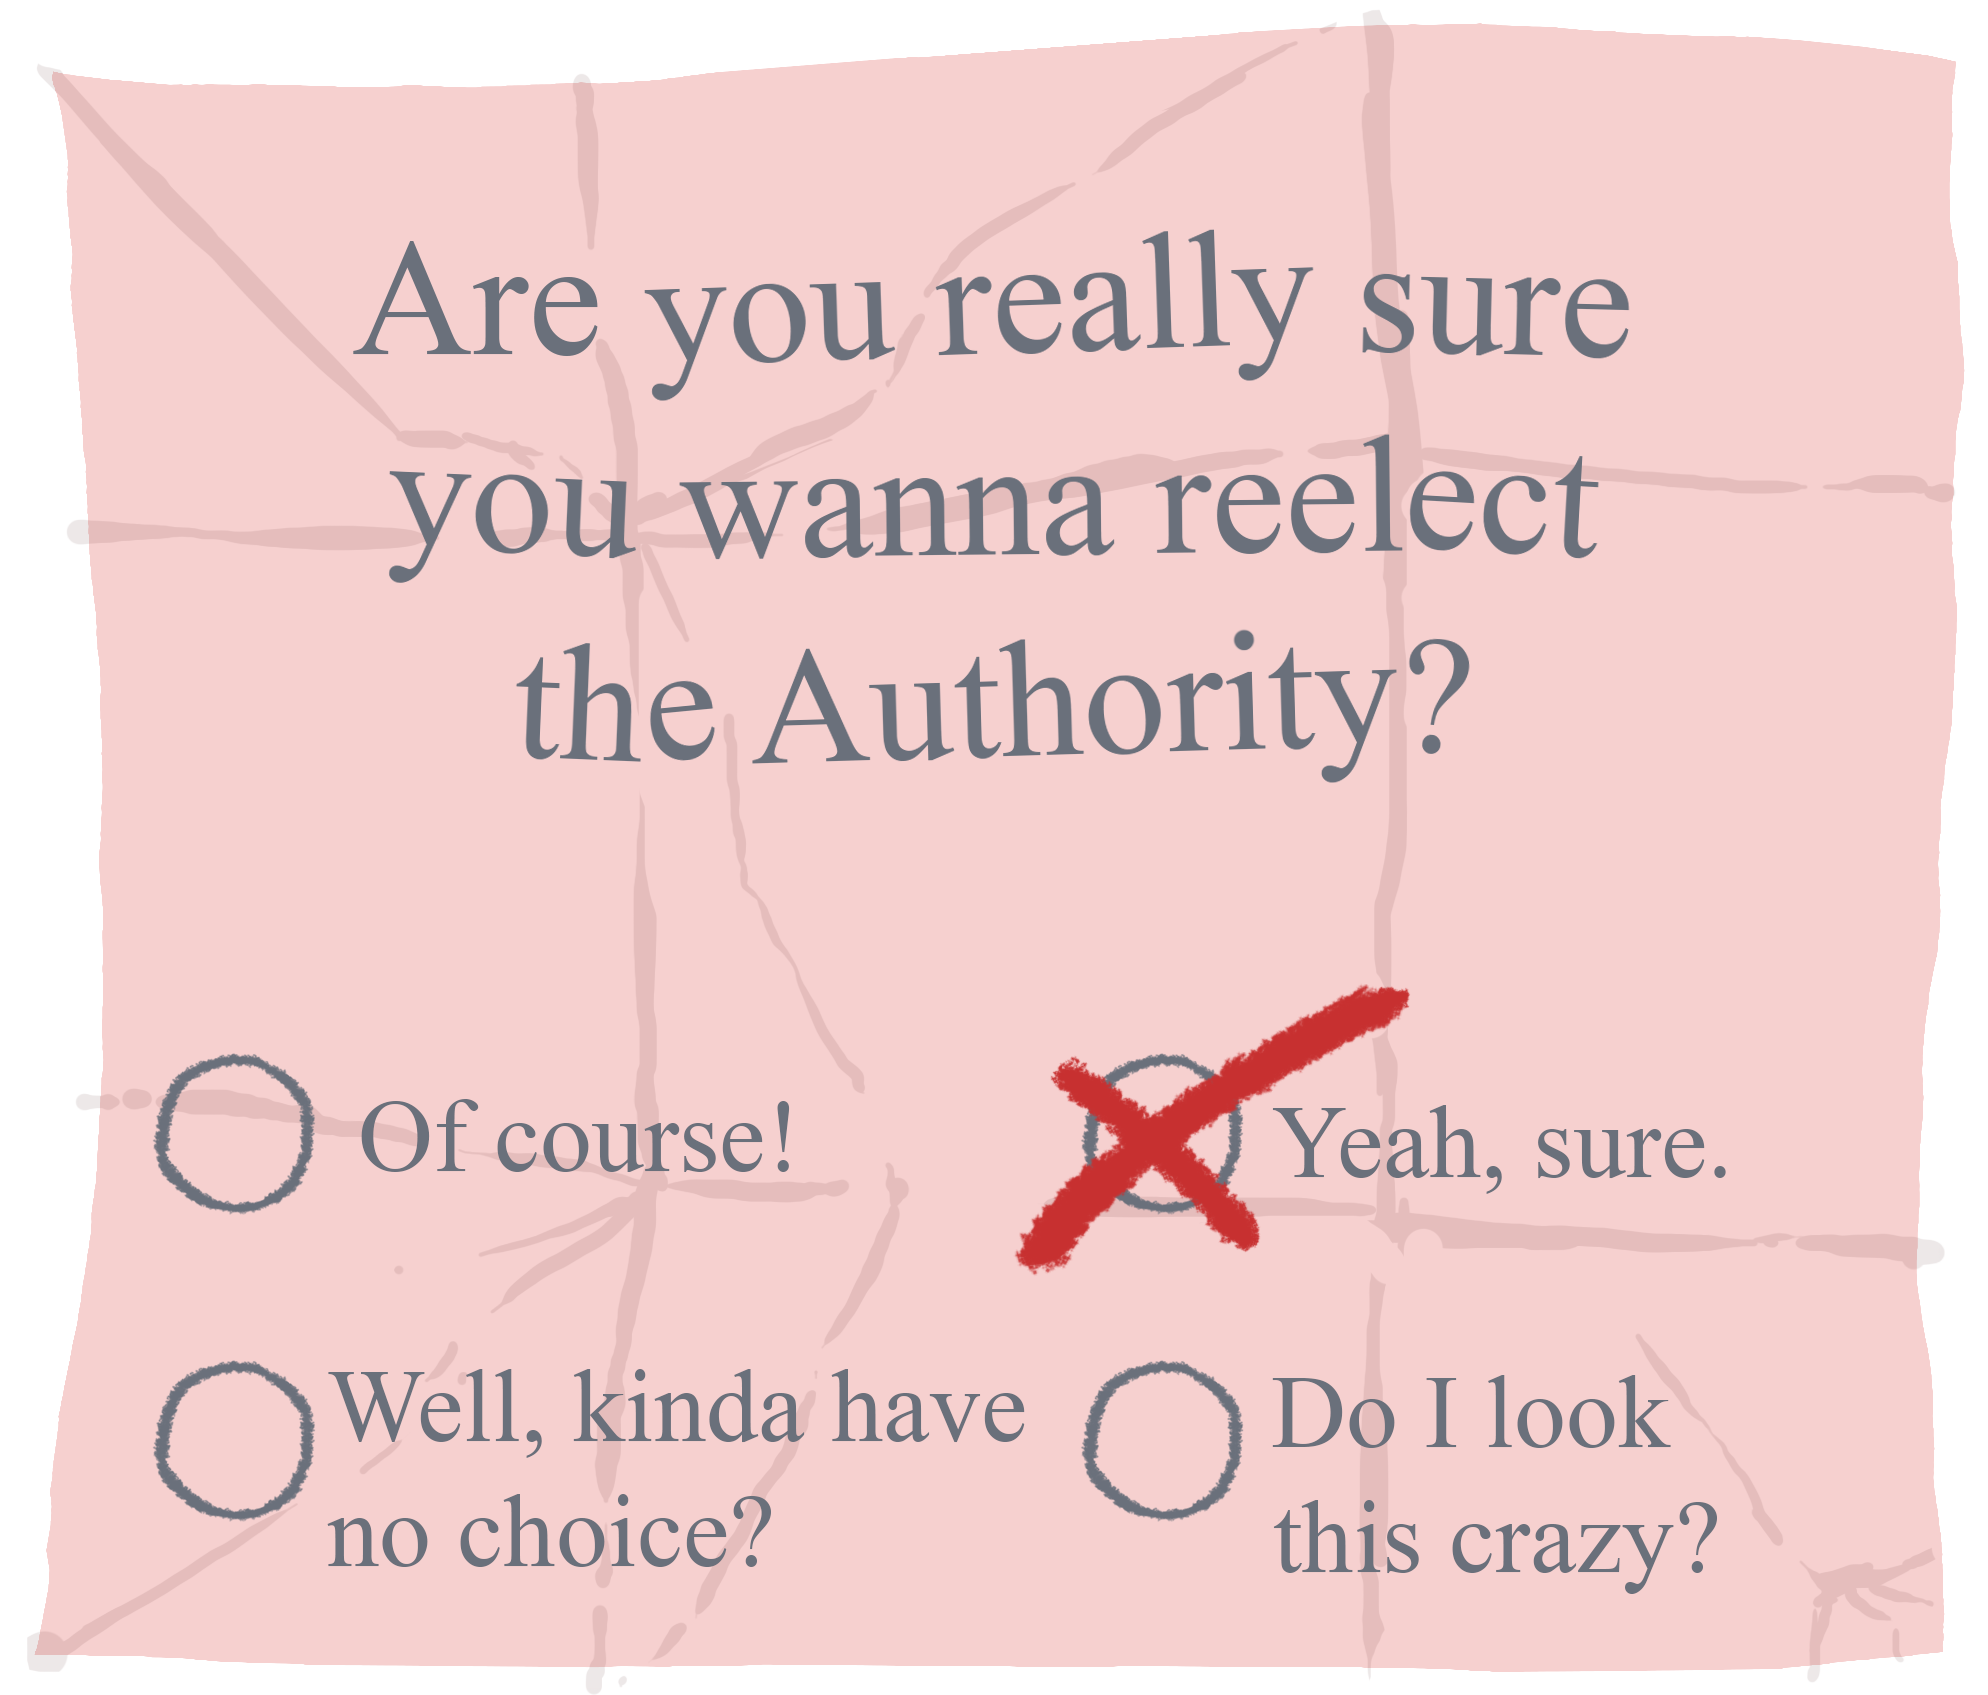 Are you really sure
you wanna reelect
the Authority?
Of course!
Yeah, sure.
Well, kinda have
no choice?
Do I look
this crazy?